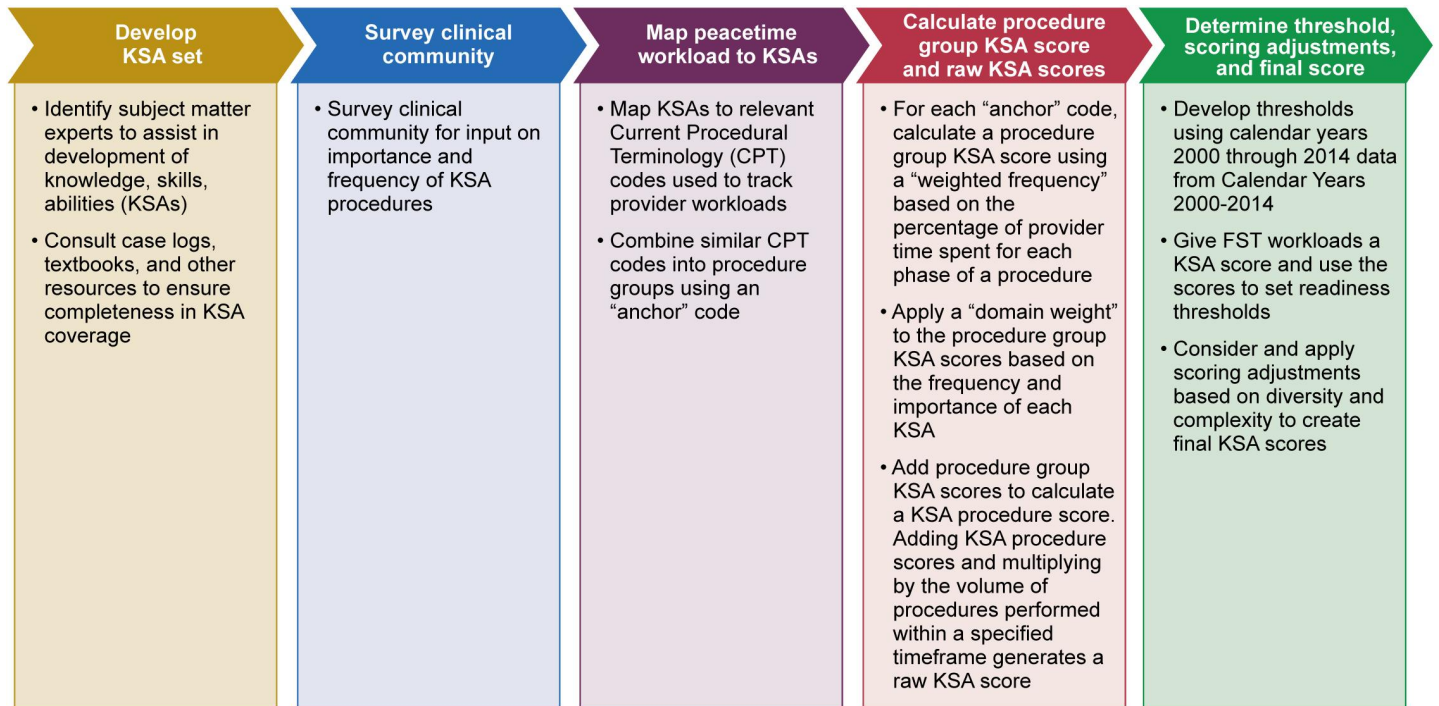 Develop
KSA set
• Identify subject matter
experts to assist in
development of
knowledge, skills,
abilities (KSAs)
• Consult case logs,
textbooks, and other
resources to ensure
completeness in KSA
coverage
Survey clinical
community
• Survey clinical
community for input on
importance and
frequency of KSA
procedures
Map peacetime
workload to KSAs
• Map KSAs to relevant
Current Procedural
Terminology (CPT)
codes used to track
provider workloads
• Combine similar CPT
codes into procedure
groups using an
“anchor” code
Calculate procedure
group KSA score
and raw KSA scores
• For each “anchor” code,
calculate a procedure
group KSA score using
a “weighted frequency”
based on the
percentage of provider
time spent for each
phase of a procedure
• Apply a “domain weight”
to the procedure group
KSA scores based on
the frequency and
importance of each
KSA
• Add procedure group
KSA scores to calculate
a KSA procedure score.
Adding KSA procedure
scores and multiplying
by the volume of
procedures performed
within a specified
timeframe generates a
raw KSA score
Determine threshold,
scoring adjustments,
and final score
• Develop thresholds
using calendar years
2000 through 2014 data
from Calendar Years
2000-2014
• Give FST workloads a
KSA score and use the
scores to set readiness
thresholds
• Consider and apply
scoring adjustments
based on diversity and
complexity to create
final KSA scores